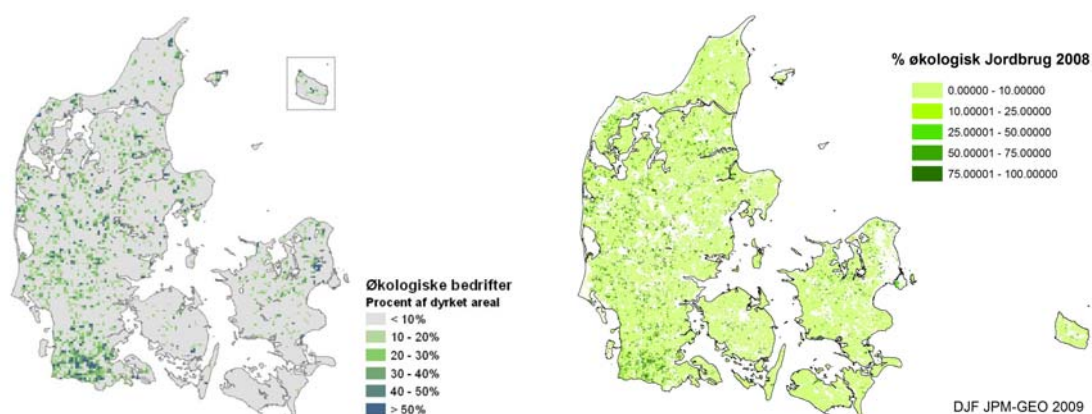 Økologiske bedrifter
Procent af dyrket areal
< 10%
10 - 20%
20 - 30%
30 - 40%
40 - 50%
> 50%
% økologisk Jordbrug 2008
0.00000 - 10.00000
10.00001 - 25.00000
25.00001 - 50.00000
50.00001 - 75.00000
75.00001 - 100.00000
DJF JPM-GEO 2009